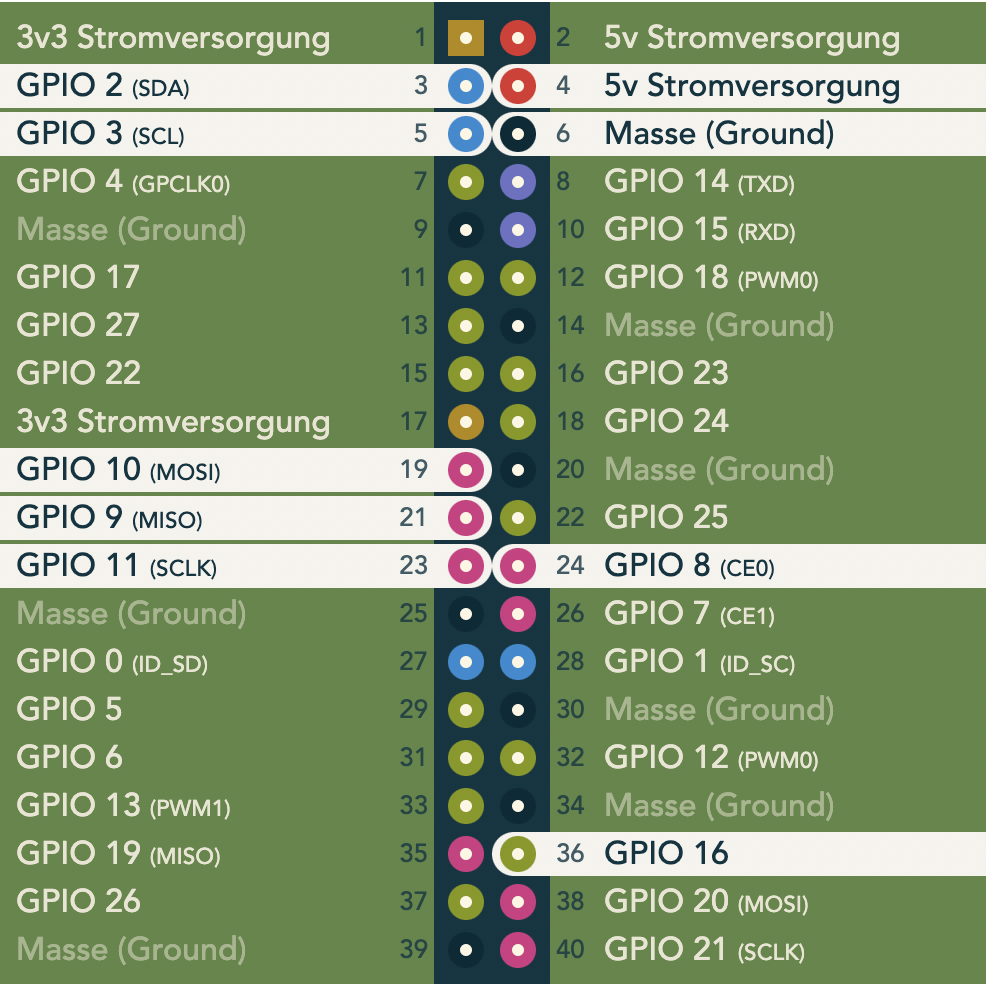 3v3 Stromversorgung 1 2 5v Stromversorgung
GPIO 2 (SDA) 3 4 5v Stromversorgung
GPIO 3 (SCL) 5 6 Masse (Ground)
GPIO 4 (GPCLK0) 7 8 GPIO 14 (TXD)
Masse (Ground) 9 10 GPIO 15 (RXD)
GPIO 17 11 12 GPIO 18 (PWM0)
GPIO 27 13 14 Masse (Ground)
GPIO 22 15 16 GPIO 23
3v3 Stromversorgung 17 18 GPIO 24
GPIO 10 (MOSI) 19 20 Masse (Ground)
GPIO 9 (MISO) 21 22 GPIO 25
GPIO 11 (SCLK) 23 24 GPIO 8 (CE0)
Masse (Ground) 25 26 GPIO 7 (CE1)
GPIO 0 (ID_SD) 27 28 GPIO 1 (ID_SC)
GPIO 5 29 30 Masse (Ground)
GPIO 6 31 32 GPIO 12 (PWM0)
GPIO 13 (PWM1) 33 34 Masse (Ground)
GPIO 19 (MISO) 35 36 GPIO 16
GPIO 26 37 38 GPIO 20 (MOSI)
Masse (Ground) 39 40 GPIO 21 (SCLK)